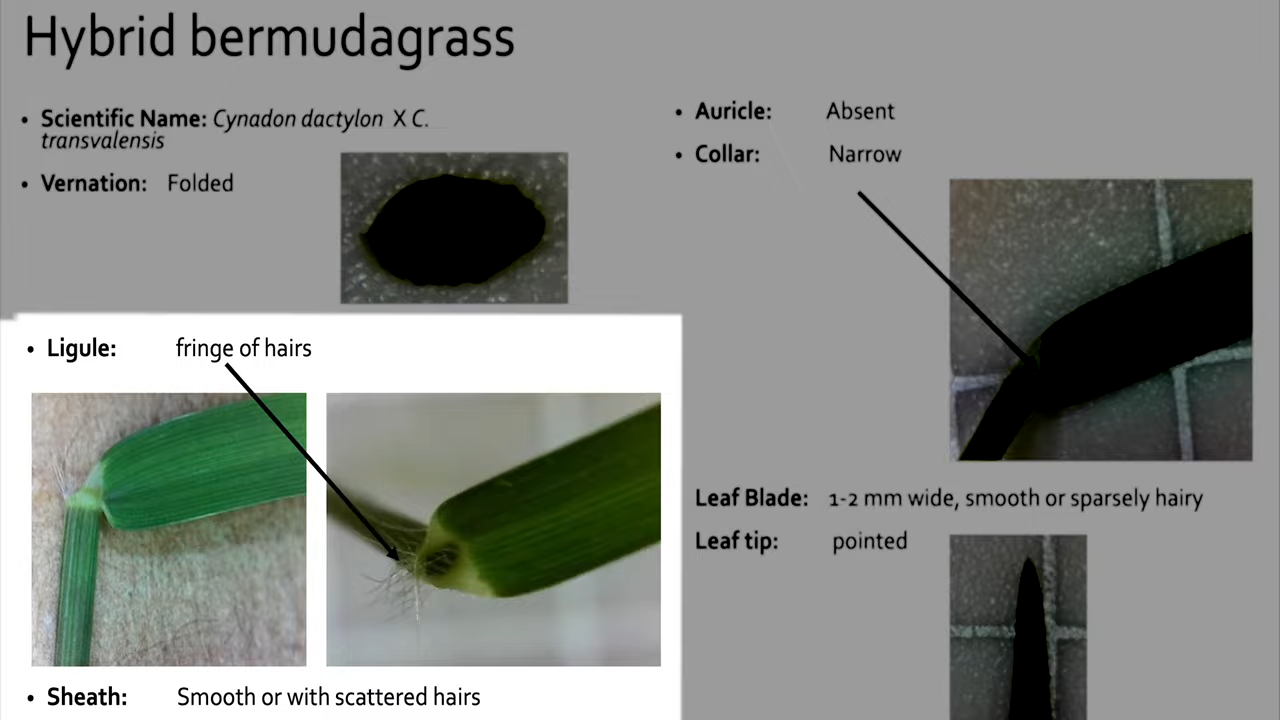 Hybrid bermudagrass
• Scientific Name: Cynadon dactylon X C.
transvalensis
• Vernation: Folded
• Ligule: fringe of hairs
• Sheath: Smooth or with scattered hairs
• Auricle: Absent
• Collar: Narrow
Leaf Blade: 1-2 mm wide, smooth or sparsely hairy
Leaf tip: pointed